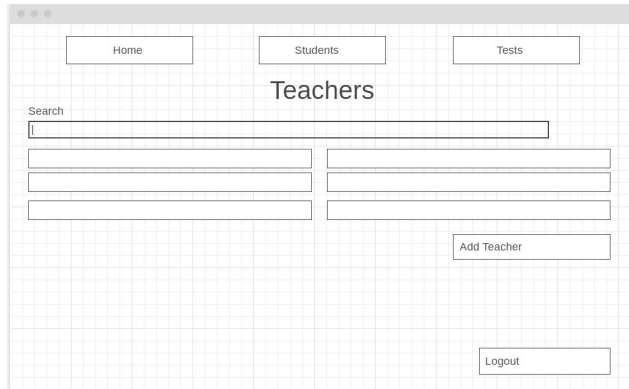 Home Students Tests
Teachers
Search
Add Teacher
Logout